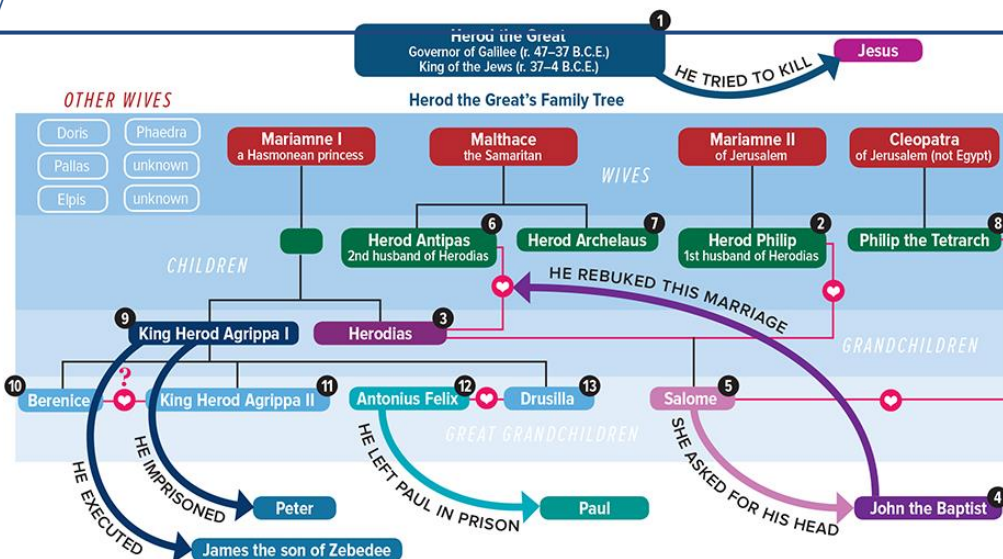 1
Herod the Great
Governor of Galilee (r. 47–37 B.C.E.)
King of the Jews (r. 37–4 B.C.E.)
HE TRIED TO KILL
Jesus
OTHER WIVES
Herod the Great's Family Tree
Doris
Phaedra
Pallas
unknown
Elpis
unknown
Mariamne I
a Hasmonean princess
Malthace
the Samaritan
Mariamne II
of Jerusalem
Cleopatra
of Jerusalem (not Egypt)
WIVES
6
7
2
8
Herod Antipas
2nd husband of Herodias
Herod Archelaus
Herod Philip
1st husband of Herodias
Philip the Tetrarch
CHILDREN
HE REBUKED THIS MARRIAGE
9
King Herod Agrippa I
3
Herodias
GRANDCHILDREN
10
Berenice
?
King Herod Agrippa II
11
Antonius Felix
12
Drusilla
13
Salome
5
GREAT GRANDCHILDREN
HE EXECUTED
HE IMPRISONED
HE LEFT PAUL IN PRISON
SHE ASKED FOR HIS HEAD
Peter
Paul
John the Baptist
4
James the son of Zebedee